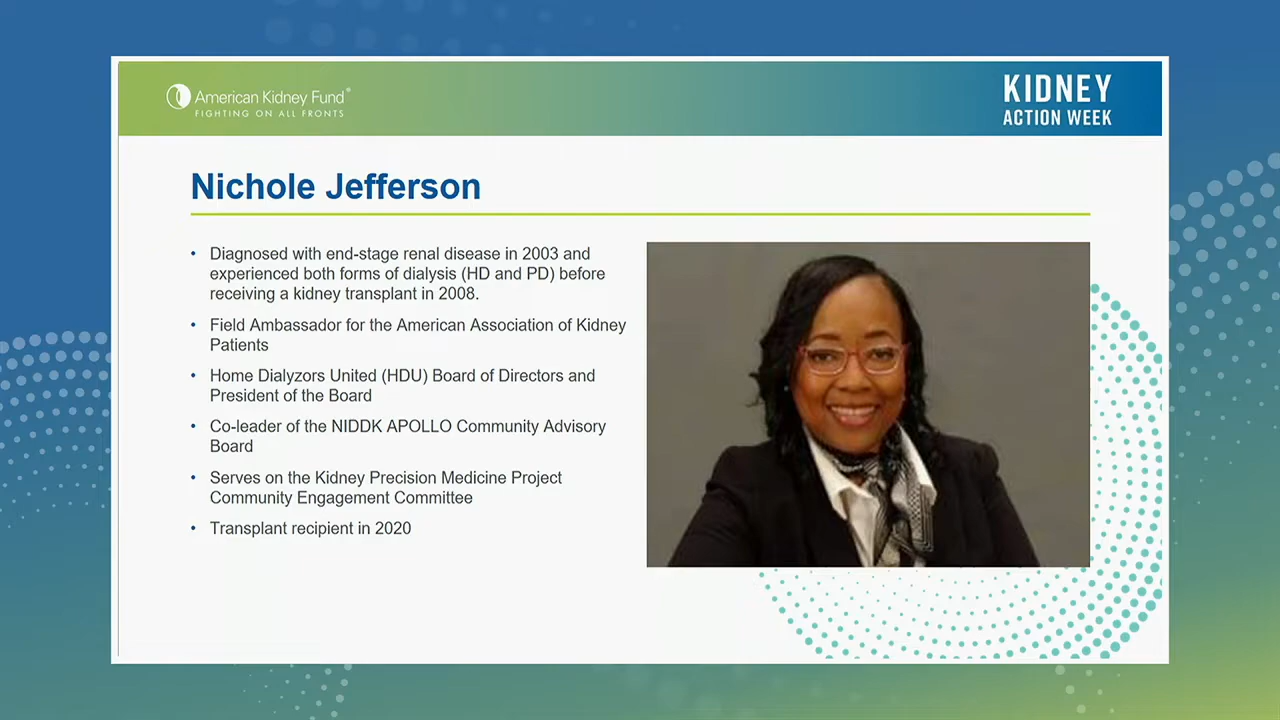 American Kidney Fund®
FIGHTING ON ALL FRONTS
KIDNEY
ACTION WEEK
Nichole Jefferson
• Diagnosed with end-stage renal disease in 2003 and
experienced both forms of dialysis (HD and PD) before
receiving a kidney transplant in 2008.
• Field Ambassador for the American Association of Kidney
Patients
• Home Dialyzors United (HDU) Board of Directors and
President of the Board
• Co-leader of the NIDDK APOLLO Community Advisory
Board
• Serves on the Kidney Precision Medicine Project
Community Engagement Committee
• Transplant recipient in 2020